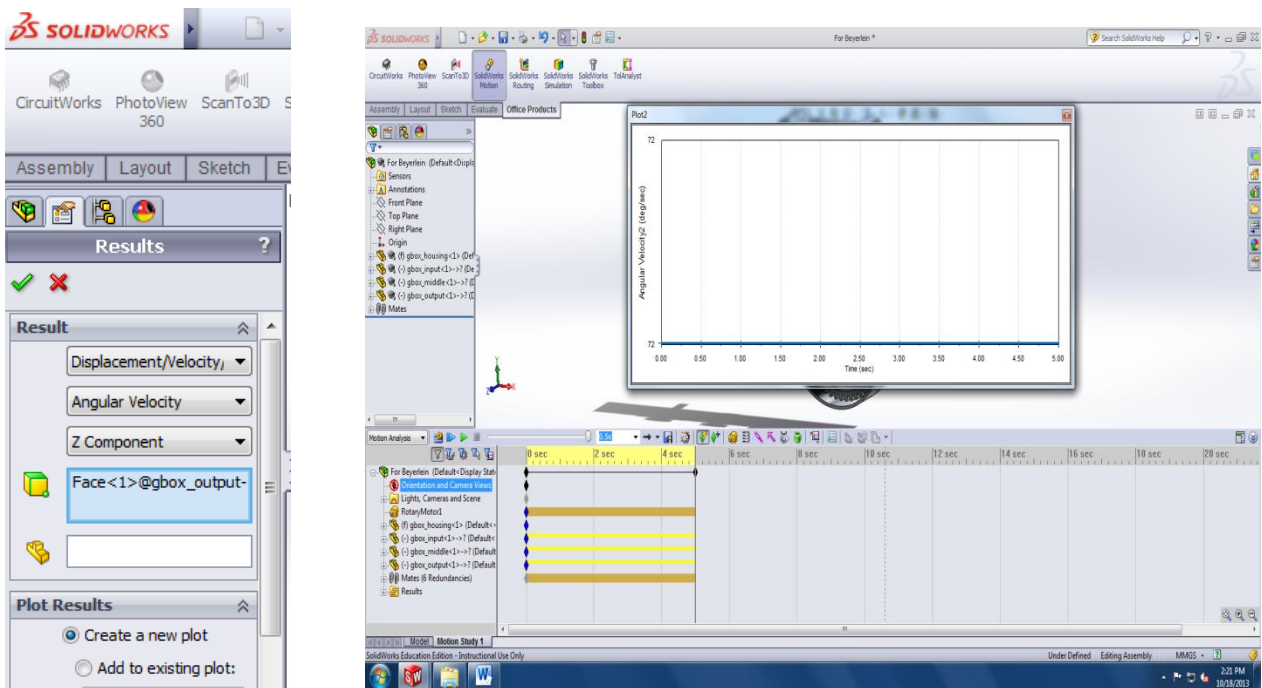 SOLIDWORKS
CircuitWorks PhotoView 360 ScanTo3D S
Assembly Layout Sketch Ev
Results ?
Result
Displacement/Velocity/
Angular Velocity
Z Component
Face<1>@gbox_output-
Plot Results
Create a new plot
Add to existing plot:
SOLIDWORKS
For Beyerlein *
Search SolidWorks Help
CircuitWorks PhotoView 360 ScanTo3D SolidWorks Motion SolidWorks Routing SolidWorks Simulation SolidWorks Toolbox TolAnalyst
Assembly Layout Sketch Evaluate Office Products
For Beyerlein (Default<Displa
Sensors
Annotations
Front Plane
Top Plane
Right Plane
Origin
(f) gbox_housing<1> (Def
(-) gbox_input<1>->? (De
(-) gbox_middle<1>->? (D
(-) gbox_output<1>->? (D
Mates
Plot2
72
Angular Velocity2 (deg/sec)
72
0.00 0.50 1.00 1.50 2.00 2.50 3.00 3.50 4.00 4.50 5.00
Time (sec)
Y
X
Z
Motion Analysis
0 sec 2 sec 4 sec 6 sec 8 sec 10 sec 12 sec 14 sec 16 sec 18 sec 20 sec
For Beyerlein (Default<Display State
Orientation and Camera Views
Lights, Cameras and Scene
RotaryMotor1
(f) gbox_housing<1> (Default<
(-) gbox_input<1>->? (Default<
(-) gbox_middle<1>->? (Default
(-) gbox_output<1>->? (Default
Mates (6 Redundancies)
Results
Model Motion Study 1
SolidWorks Education Edition - Instructional Use Only
Under Defined Editing Assembly MMGS
2:21 PM
10/18/2013